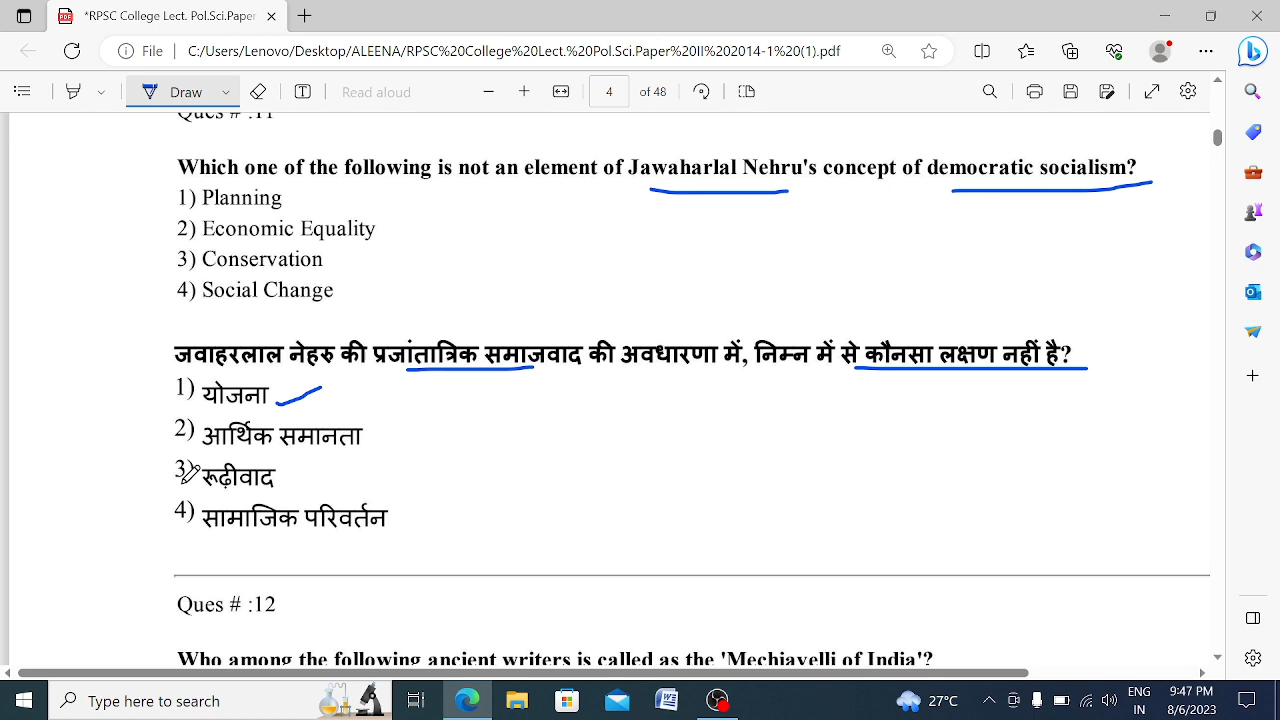 *RPSC College Lect. Pol.Sci.Paper
File C:/Users/Lenovo/Desktop/ALEENA/RPSC%20College%20Lect.%20Pol.Sci.Paper%20II%202014-1%20(1).pdf
Draw Read aloud 4 of 48
Ques # :11
Which one of the following is not an element of Jawaharlal Nehru's concept of democratic socialism?
1) Planning
2) Economic Equality
3) Conservation
4) Social Change
जवाहरलाल नेहरु की प्रजांतात्रिक समाजवाद की अवधारणा में, निम्न में से कौनसा लक्षण नहीं है?
1) योजना
2) आर्थिक समानता
3) रूढ़ीवाद
4) सामाजिक परिवर्तन
Ques # :12
Who among the following ancient writers is called as the 'Mechiavelli of India'?
Type here to search
27°C
ENG
IN
9:47 PM
8/6/2023